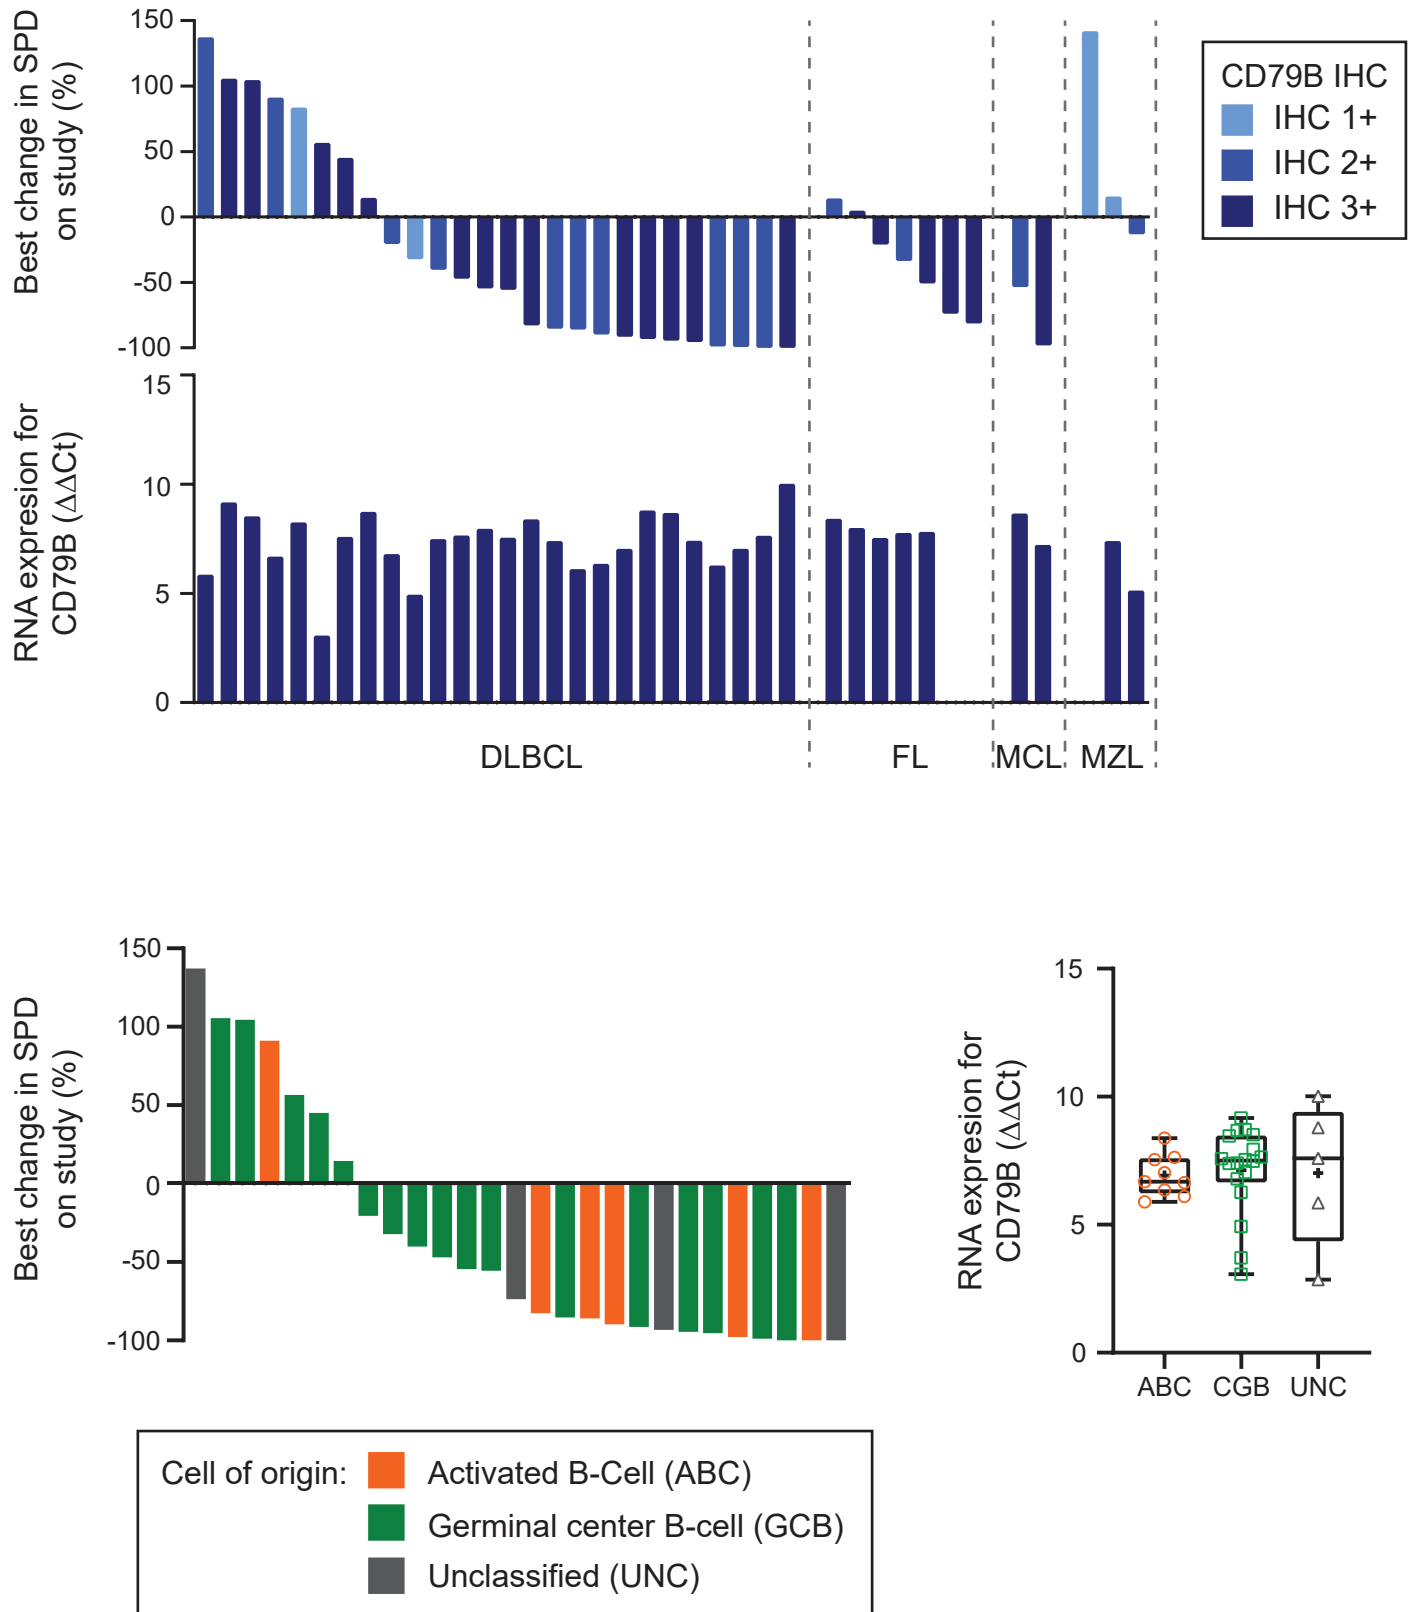 Best change in SPD
on study (%)
150
100
50
0
-50
-100
CD79B IHC
IHC 1+
IHC 2+
IHC 3+
RNA expresion for
CD79B (ΔΔCt)
15
10
5
0
DLBCL
FL
MCL
MZL
Best change in SPD
on study (%)
150
100
50
0
-50
-100
RNA expresion for
CD79B (ΔΔCt)
15
10
5
0
ABC
CGB
UNC
Cell of origin:
Activated B-Cell (ABC)
Germinal center B-cell (GCB)
Unclassified (UNC)